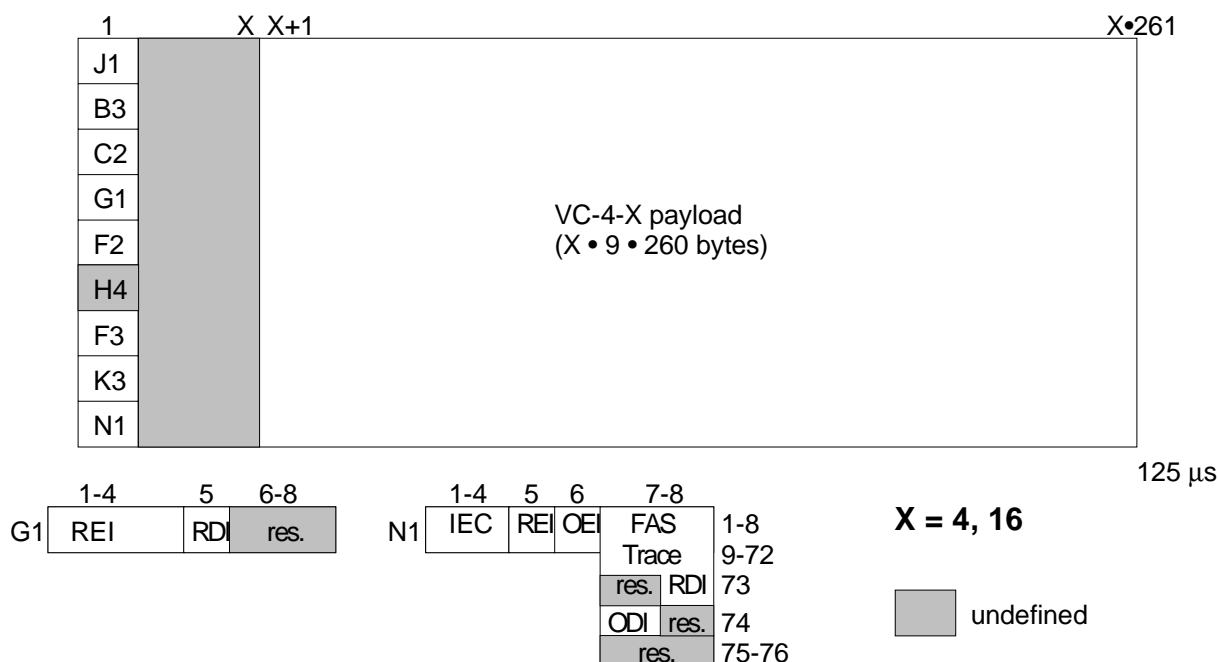 1 X X+1 X•261
J1
B3
C2
G1
F2
H4
F3
K3
N1
VC-4-X payload
(X • 9 • 260 bytes)
125 μs
1-4 5 6-8
G1 REI RDI res.
1-4 5 6 7-8
N1 IEC REI OEI FAS 1-8
Trace 9-72
res. RDI 73
ODI res. 74
res. 75-76
X = 4, 16
undefined